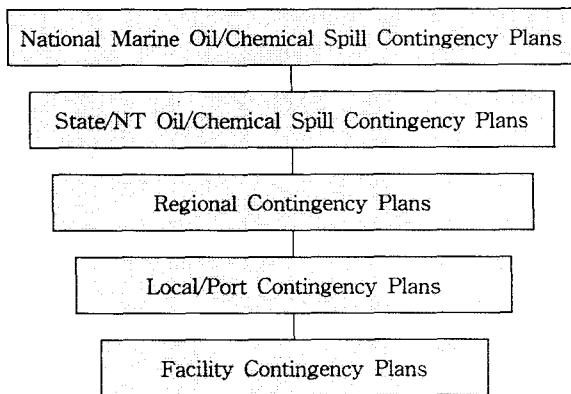 National Marine Oil/Chemical Spill Contingency Plans
State/NT Oil/Chemical Spill Contingency Plans
Regional Contingency Plans
Local/Port Contingency Plans
Facility Contingency Plans